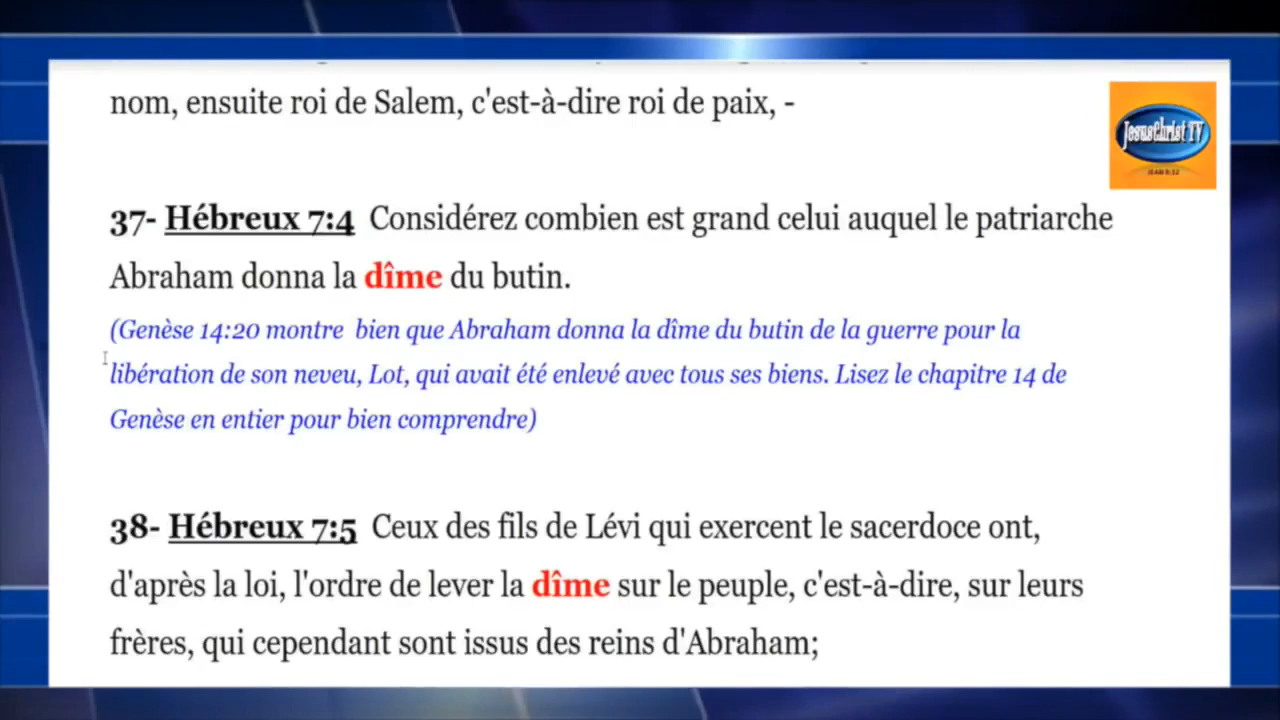 nom, ensuite roi de Salem, c'est-à-dire roi de paix, -
JesusChrist TV
JEAN 8:32
37- Hébreux 7:4 Considérez combien est grand celui auquel le patriarche
Abraham donna la dîme du butin.
(Genèse 14:20 montre bien que Abraham donna la dîme du butin de la guerre pour la
libération de son neveu, Lot, qui avait été enlevé avec tous ses biens. Lisez le chapitre 14 de
Genèse en entier pour bien comprendre)
38- Hébreux 7:5 Ceux des fils de Lévi qui exercent le sacerdoce ont,
d'après la loi, l'ordre de lever la dîme sur le peuple, c'est-à-dire, sur leurs
frères, qui cependant sont issus des reins d'Abraham;